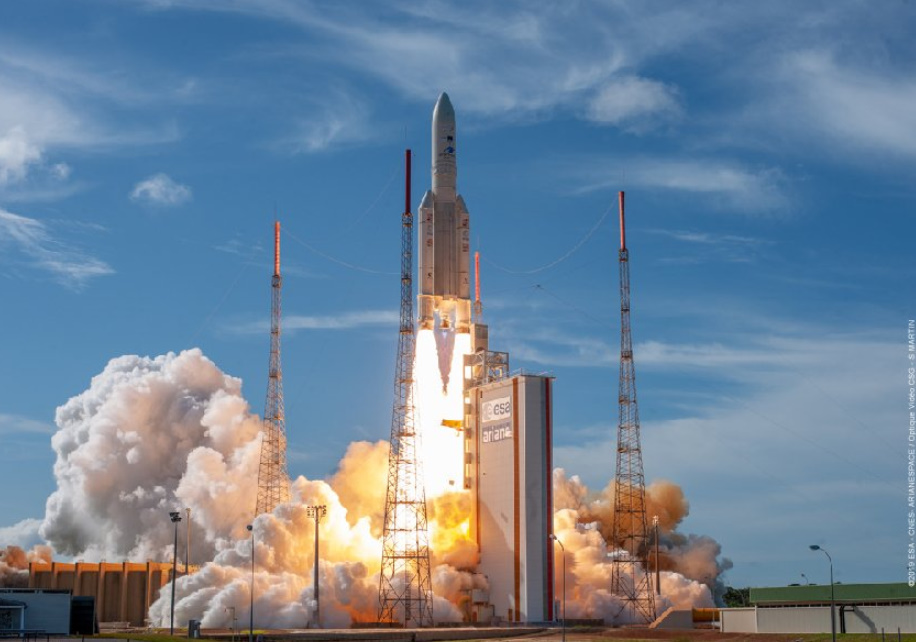 esa
ariane
©2019 ESA - CNES - ARIANESPACE / Optique Vidéo CSG - S MARTIN